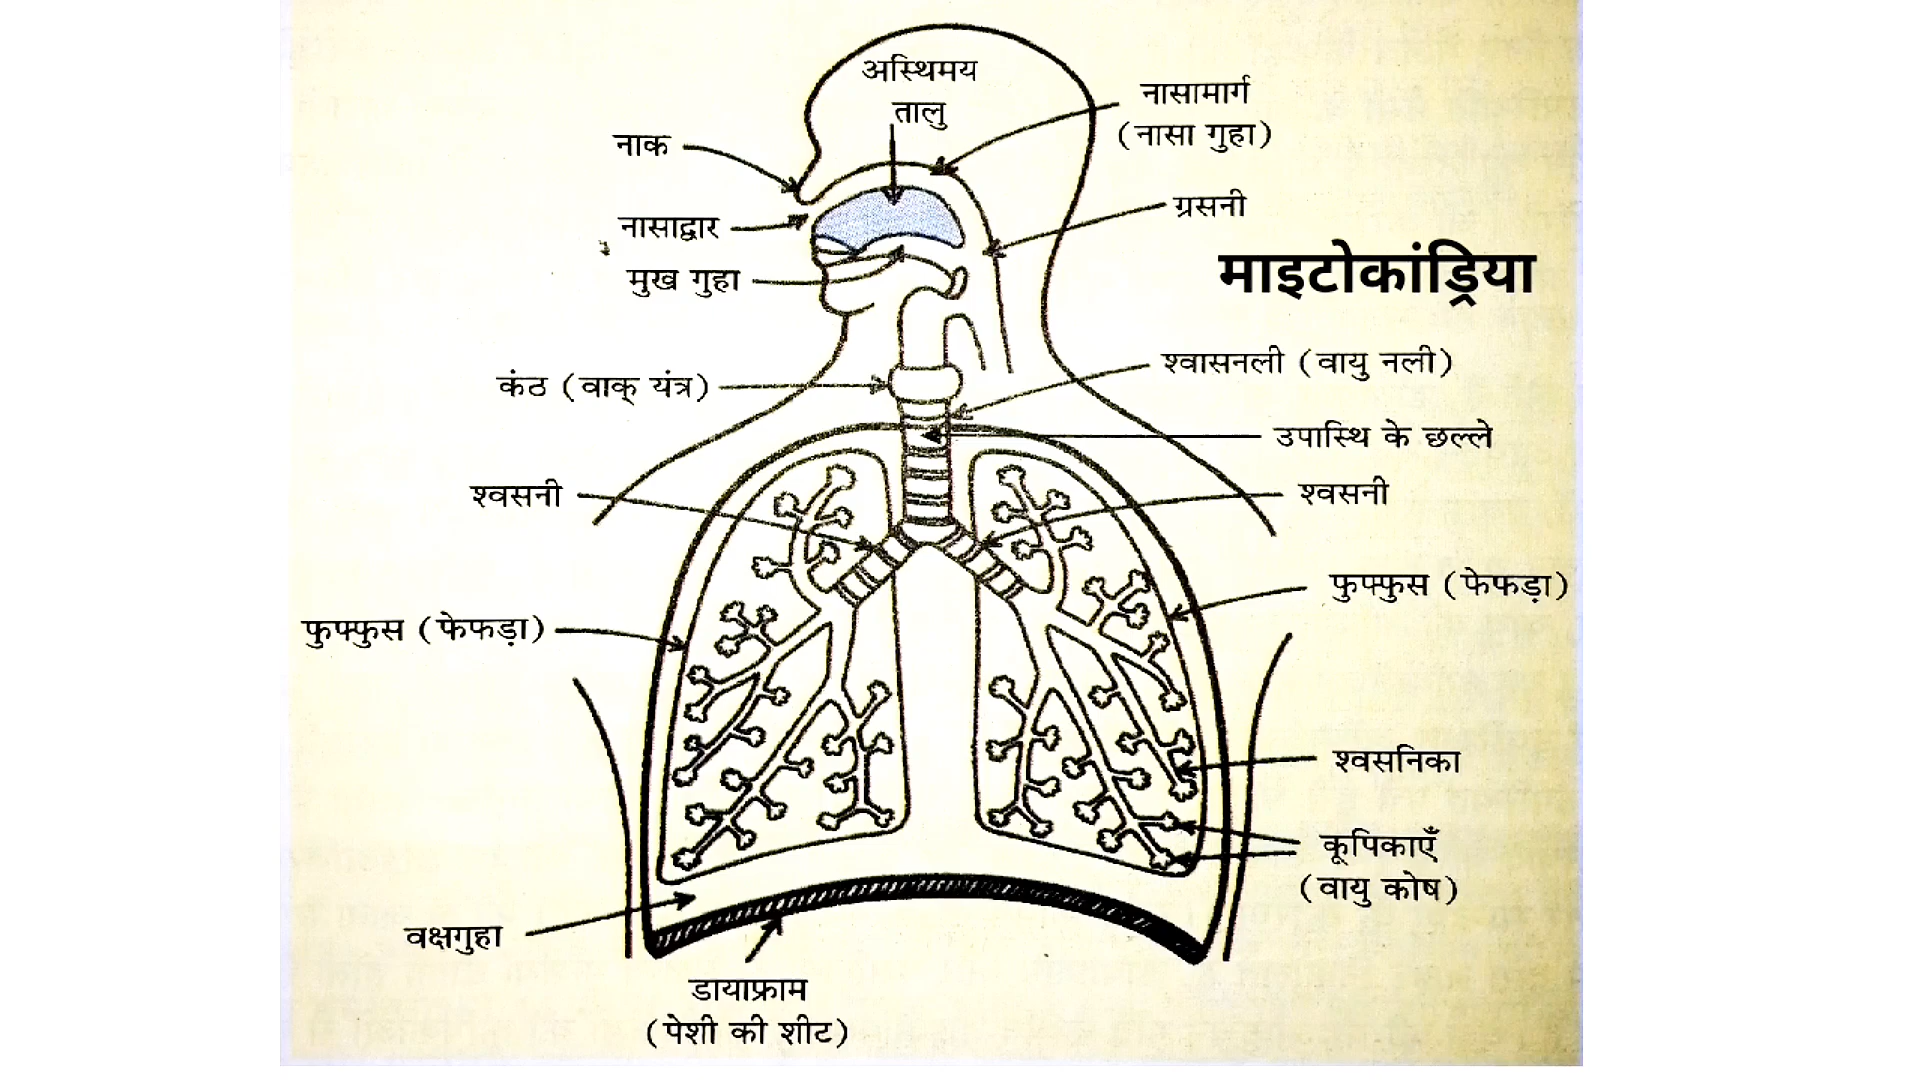 अस्थिमय
तालु
नासामार्ग
(नासा गुहा)
नाक
ग्रसनी
नासाद्वार
माइटोकांड्रिया
मुख गुहा
श्वासनली (वायु नली)
कंठ (वाक् यंत्र)
उपास्थि के छल्ले
श्वसनी
श्वसनी
फुफ्फुस (फेफड़ा)
फुफ्फुस (फेफड़ा)
श्वसनिका
कूपिकाएँ
(वायु कोष)
वक्षगुहा
डायाफ्राम
(पेशी की शीट)